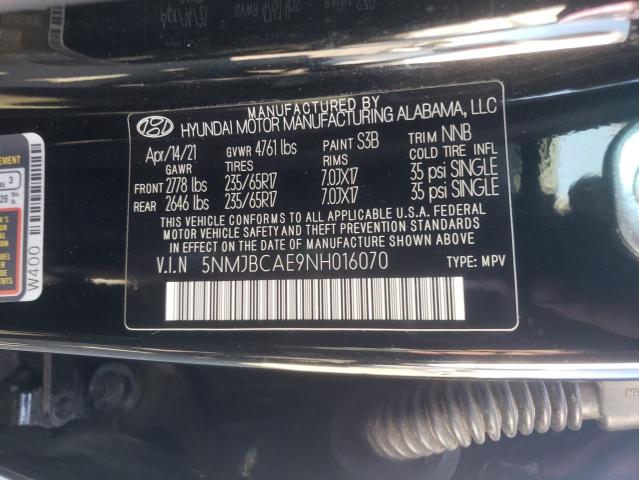 MANUFACTURED BY
HYUNDAI MOTOR MANUFACTURING ALABAMA, LLC
Apr/14/21 GVWR 4761 lbs PAINT S3B TRIM NNB
GAWR TIRES RIMS COLD TIRE INFL
FRONT 2778 lbs 235/65R17 7.0JX17 35 psi SINGLE
REAR 2646 lbs 235/65R17 7.0JX17 35 psi SINGLE
THIS VEHICLE CONFORMS TO ALL APPLICABLE U.S.A. FEDERAL
MOTOR VEHICLE SAFETY AND THEFT PREVENTION STANDARDS
IN EFFECT ON THE DATE OF MANUFACTURE SHOWN ABOVE.
V.I.N 5NMJBCAE9NH016070 TYPE: MPV
W400